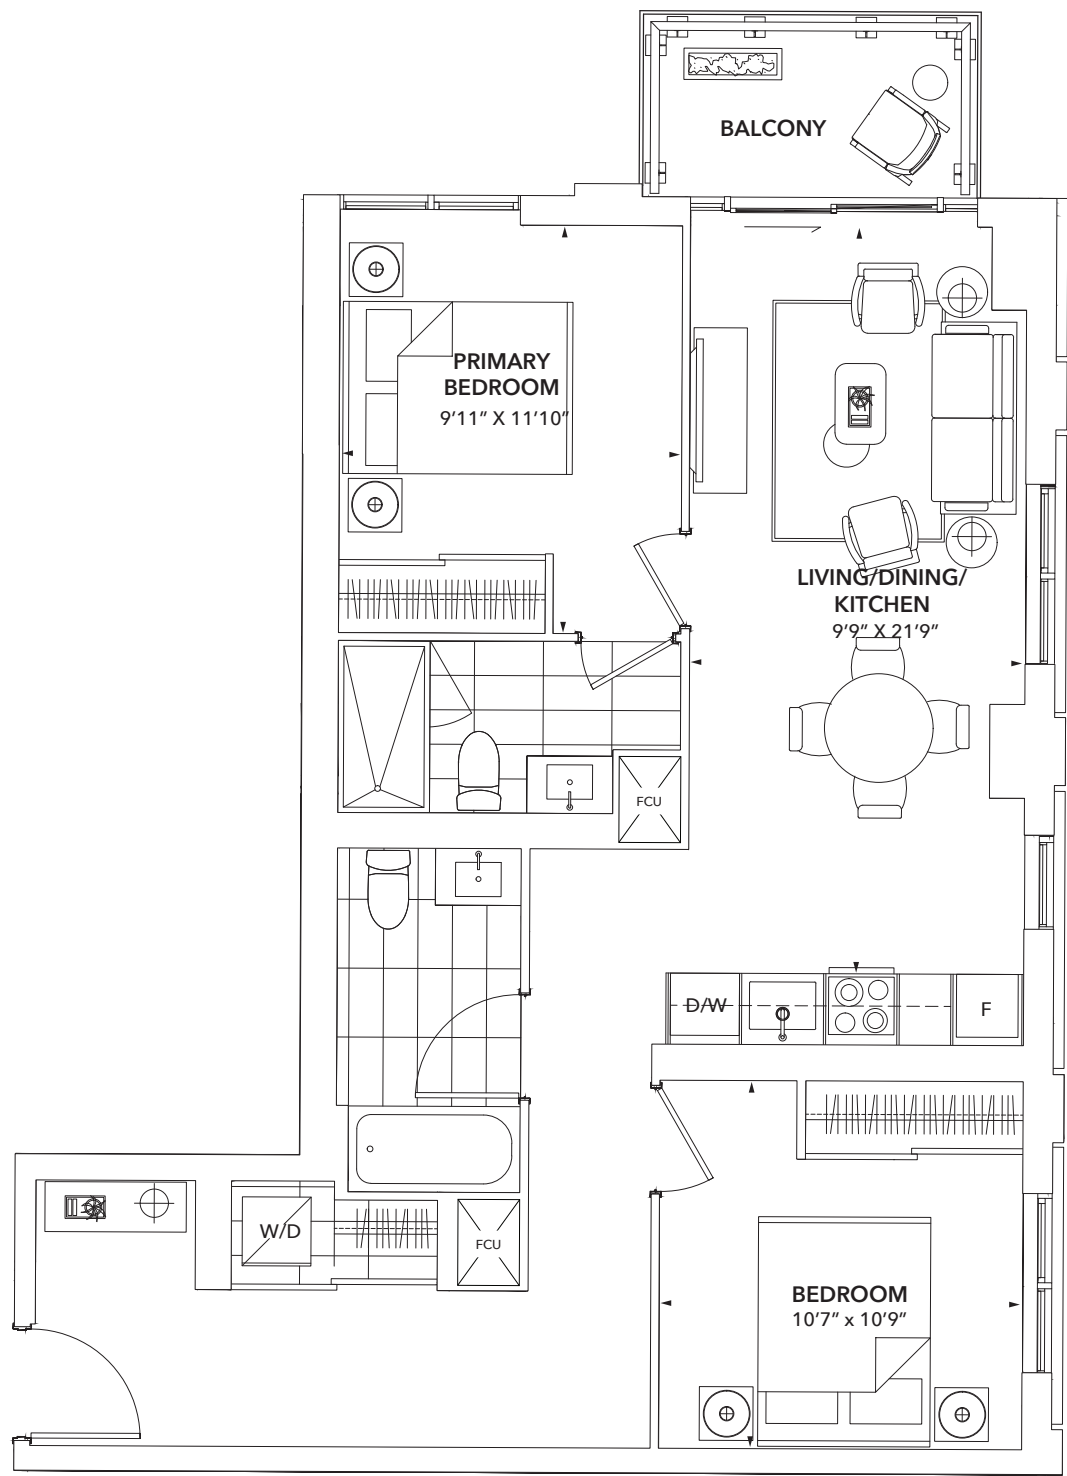 BALCONY
PRIMARY
BEDROOM
9'11" X 11'10"
LIVING/DINING/
KITCHEN
9'9" X 21'9"
FCU
D/W
F
W/D
FCU
BEDROOM
10'7" x 10'9"